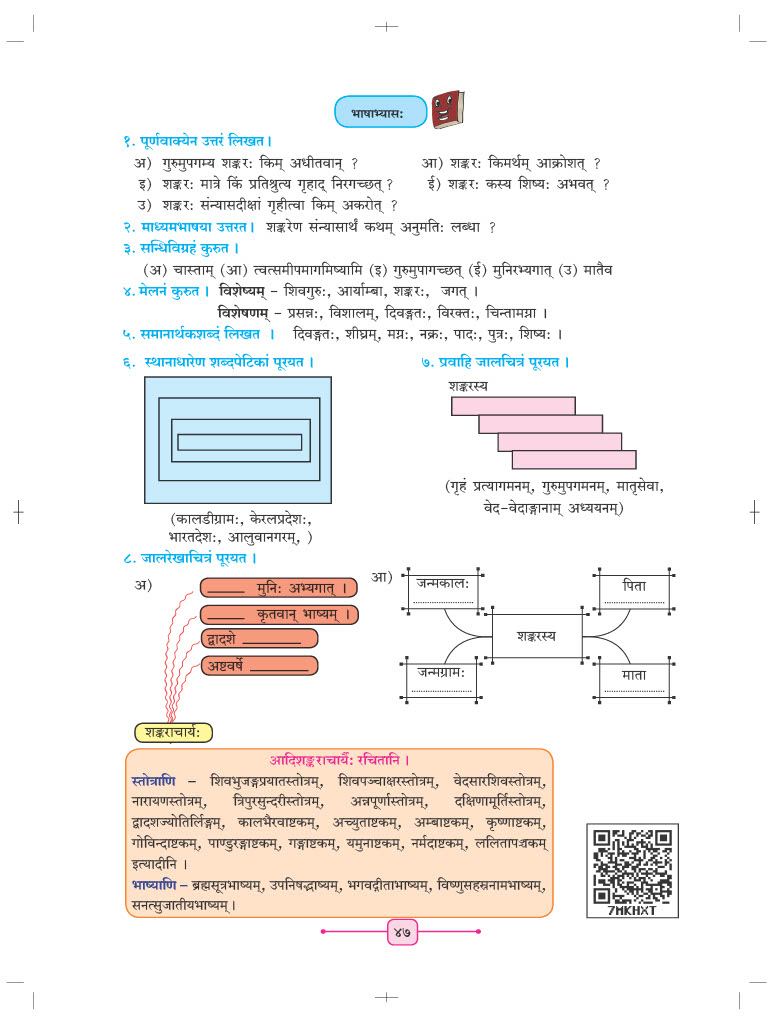 भाषाभ्यासः
१. पूर्णवाक्येन उत्तरं लिखत।
अ) गुरुमुपगम्य शङ्करः किम् अधीतवान् ? आ) शङ्करः किमर्थम् आक्रोशत् ?
इ) शङ्करः मात्रे किं प्रतिश्रुत्य गृहाद् निरगच्छत् ? ई) शङ्करः कस्य शिष्यः अभवत् ?
उ) शङ्करः संन्यासदीक्षां गृहीत्वा किम् अकरोत् ?
२. माध्यमभाषया उत्तरत। शङ्करेण संन्यासार्थं कथम् अनुमतिः लब्धा ?
३. सन्धिविग्रहं कुरुत ।
(अ) चास्ताम् (आ) त्वत्समीपमागमिष्यामि (इ) गुरुमुपागच्छत् (ई) मुनिरभ्यगात् (उ) मातैव
४. मेलनं कुरुत । विशेष्यम् – शिवगुरुः, आर्याम्बा, शङ्करः, जगत् ।
विशेषणम् – प्रसन्नः, विशालम्, दिवङ्गतः, विरक्तः, चिन्तामग्ना ।
५. समानार्थकशब्दं लिखत । दिवङ्गतः, शीघ्रम्, मग्नः, नक्रः, पादः, पुत्रः, शिष्यः ।
६. स्थानाधारेण शब्दपेटिकां पूरयत ।
(कालडीग्रामः, केरलप्रदेशः,
भारतदेशः, आलुवानगरम्, )
७. प्रवाहि जालचित्रं पूरयत ।
शङ्करस्य
(गृहं प्रत्यागमनम्, गुरुमुपगमनम्, मातृसेवा,
वेद-वेदाङ्गानाम् अध्ययनम्)
८. जालरेखाचित्रं पूरयत ।
अ)
______ मुनिः अभ्यगात् ।
______ कृतवान् भाष्यम् ।
द्वादशे ________
अष्टवर्षे ________
शङ्कराचार्यः
आ)
जन्मकालः
................
पिता
................
शङ्करस्य
जन्मग्रामः
................
माता
................
आदिशङ्कराचार्यैः रचितानि ।
स्तोत्राणि – शिवभुजङ्गप्रयातस्तोत्रम्, शिवपञ्चाक्षरस्तोत्रम्, वेदसारशिवस्तोत्रम्,
नारायणस्तोत्रम्, त्रिपुरसुन्दरीस्तोत्रम्, अन्नपूर्णास्तोत्रम्, दक्षिणामूर्तिस्तोत्रम्,
द्वादशज्योतिर्लिङ्गम्, कालभैरवाष्टकम्, अच्युताष्टकम्, अम्बाष्टकम्, कृष्णाष्टकम्,
गोविन्दाष्टकम्, पाण्डुरङ्गाष्टकम्, गङ्गाष्टकम्, यमुनाष्टकम्, नर्मदाष्टकम्, ललितापञ्चकम्
इत्यादीनि ।
भाष्याणि – ब्रह्मसूत्रभाष्यम्, उपनिषद्भाष्यम्, भगवद्गीताभाष्यम्, विष्णुसहस्रनामभाष्यम्,
सनत्सुजातीयभाष्यम् ।
7MKHXT
४७